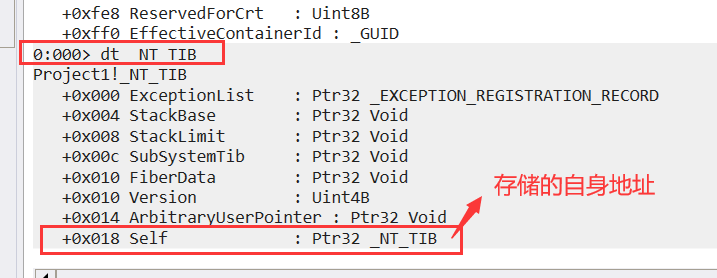 +0xfe8 ReservedForCrt : Uint8B
+0xff0 EffectiveContainerId : _GUID
0:000> dt _NT_TIB
Project1!_NT_TIB
+0x000 ExceptionList : Ptr32 _EXCEPTION_REGISTRATION_RECORD
+0x004 StackBase : Ptr32 Void
+0x008 StackLimit : Ptr32 Void
+0x00c SubSystemTib : Ptr32 Void
+0x010 FiberData : Ptr32 Void
+0x010 Version : Uint4B
+0x014 ArbitraryUserPointer : Ptr32 Void
+0x018 Self : Ptr32 _NT_TIB
存储的自身地址